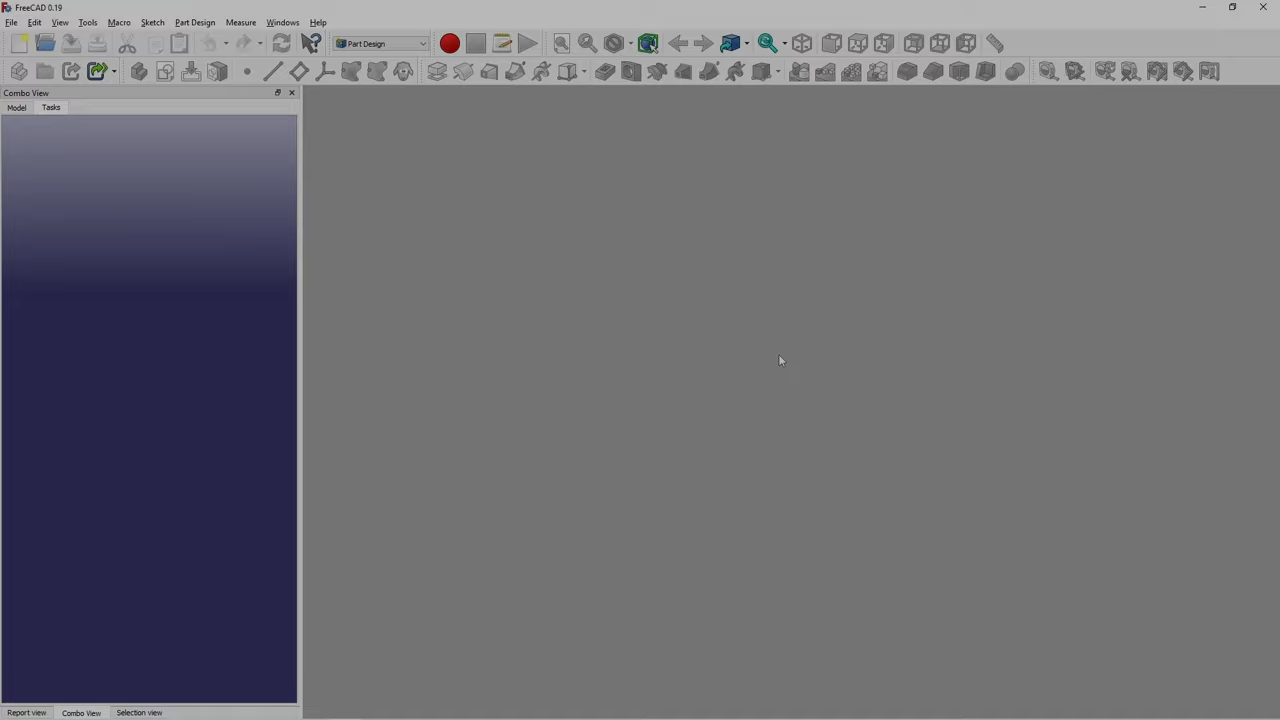 FreeCAD 0.19
File Edit View Tools Macro Sketch Part Design Measure Windows Help
Part Design
Combo View
Model Tasks
Report view Combo View Selection view